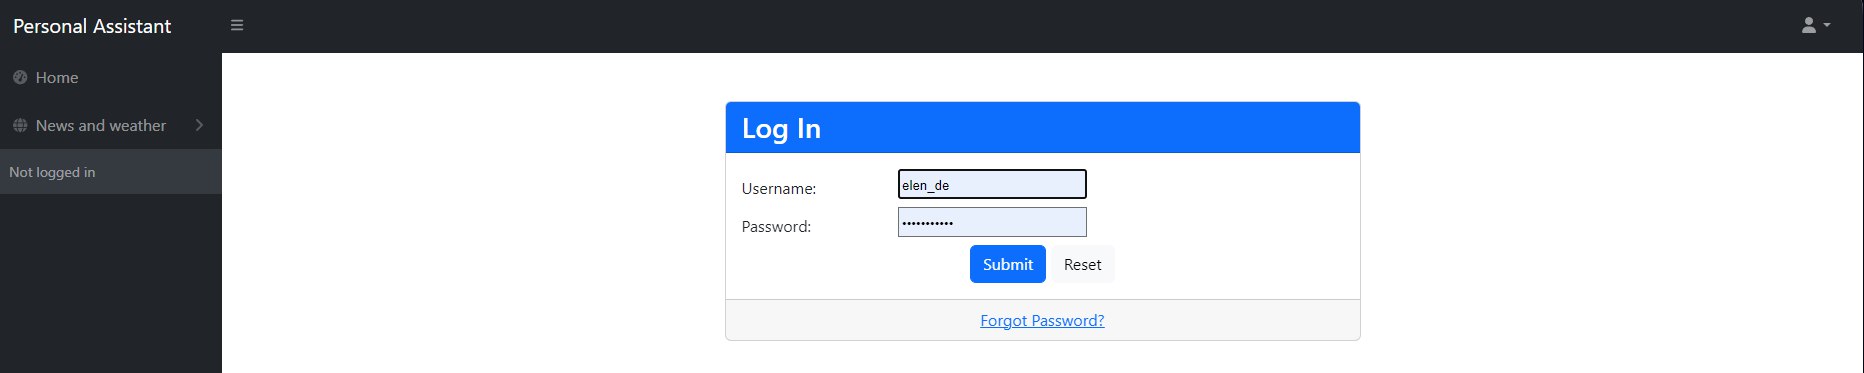 Personal Assistant
Home
News and weather
Not logged in
Log In
Username: elen_de
Password: •••••••••••
Submit Reset
Forgot Password?